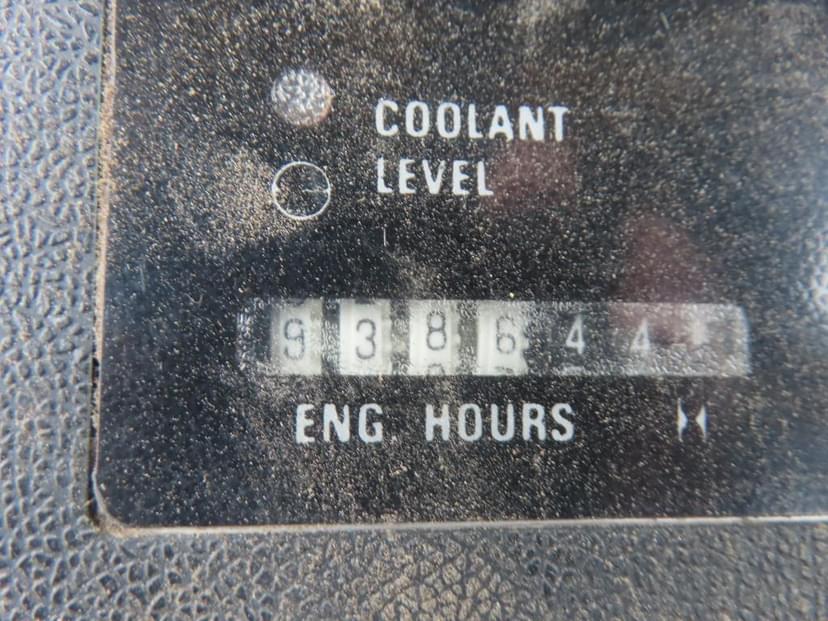 COOLANT
LEVEL
938644
ENG HOURS